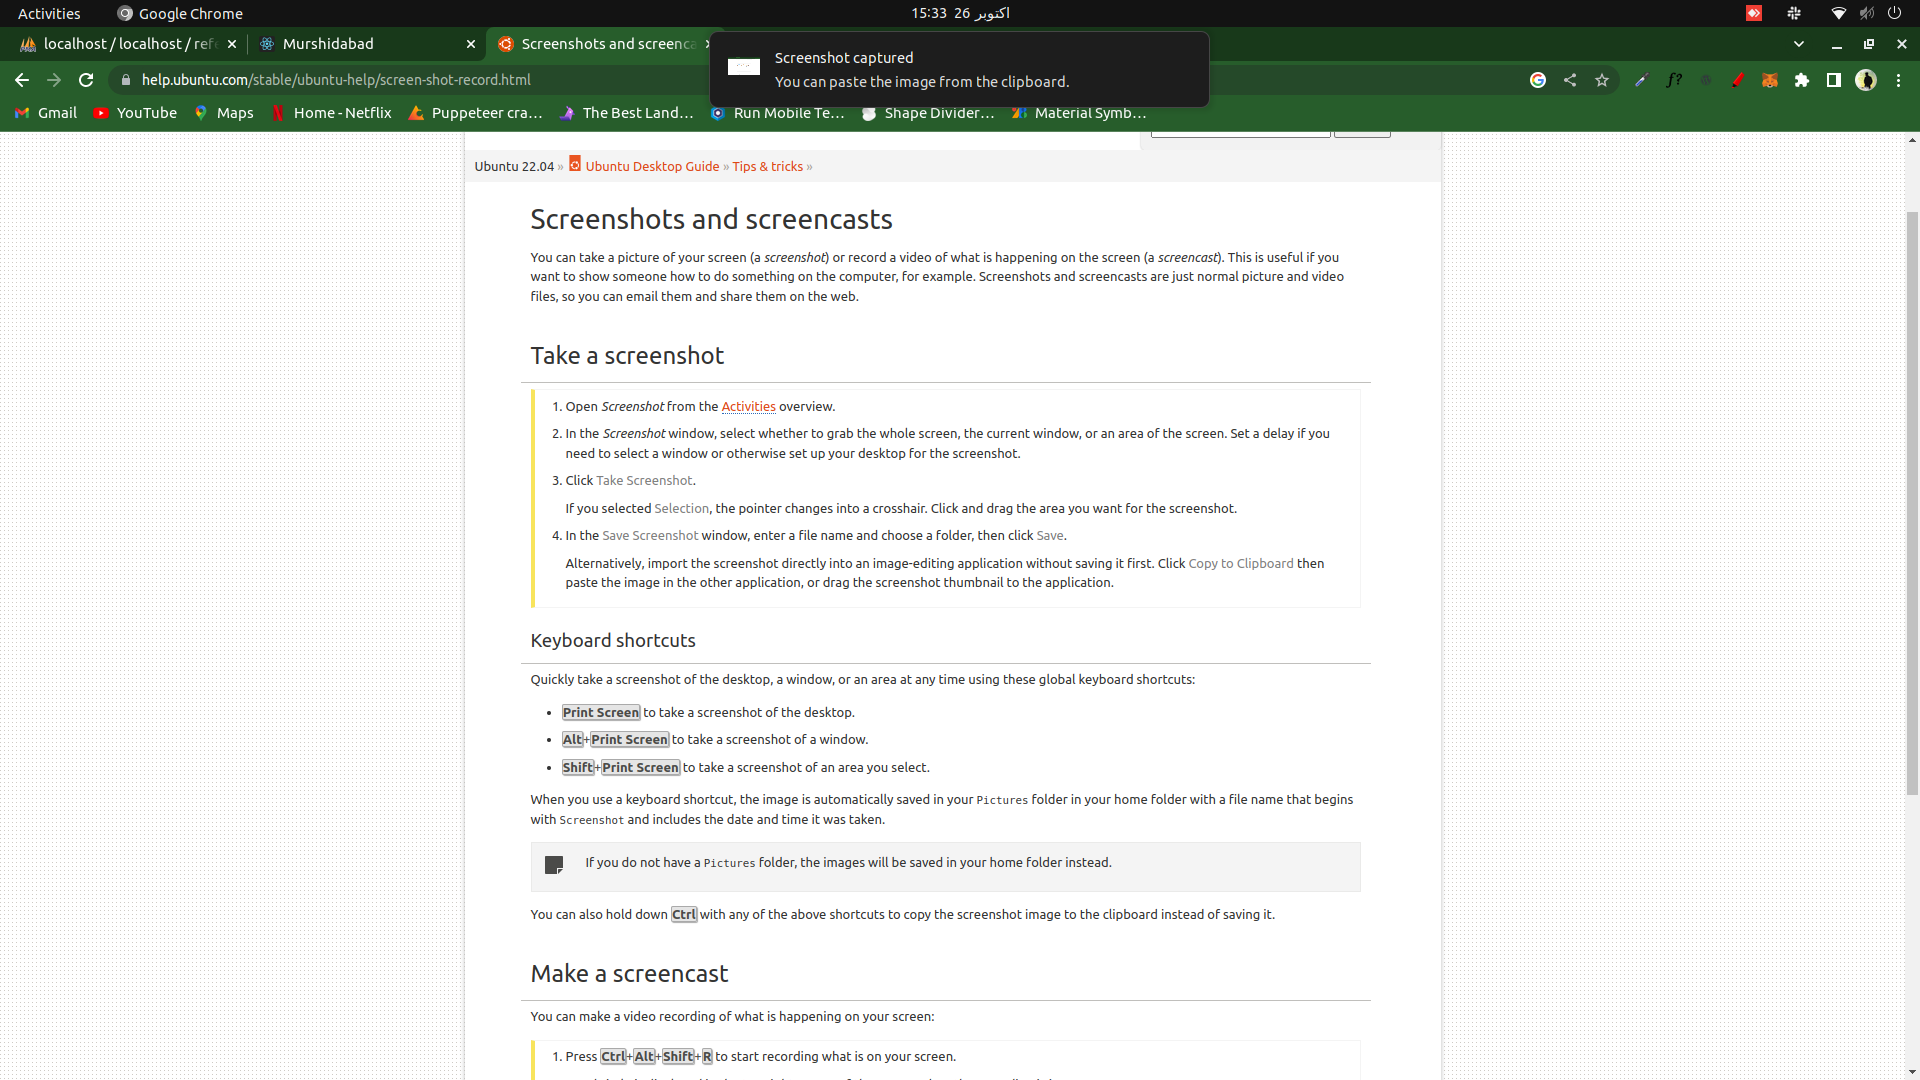 Activities
Google Chrome
15:33 26 اکتوبر
localhost / localhost / refe
Murshidabad
Screenshots and screenca
Screenshot captured
You can paste the image from the clipboard.
help.ubuntu.com/stable/ubuntu-help/screen-shot-record.html
f?
Gmail
YouTube
Maps
Home - Netflix
Puppeteer cra…
The Best Land…
Run Mobile Te…
Shape Divider…
Material Symb…
Ubuntu 22.04 » Ubuntu Desktop Guide » Tips & tricks »
Screenshots and screencasts
You can take a picture of your screen (a screenshot) or record a video of what is happening on the screen (a screencast). This is useful if you
want to show someone how to do something on the computer, for example. Screenshots and screencasts are just normal picture and video
files, so you can email them and share them on the web.
Take a screenshot
1. Open Screenshot from the Activities overview.
2. In the Screenshot window, select whether to grab the whole screen, the current window, or an area of the screen. Set a delay if you
need to select a window or otherwise set up your desktop for the screenshot.
3. Click Take Screenshot.
If you selected Selection, the pointer changes into a crosshair. Click and drag the area you want for the screenshot.
4. In the Save Screenshot window, enter a file name and choose a folder, then click Save.
Alternatively, import the screenshot directly into an image-editing application without saving it first. Click Copy to Clipboard then
paste the image in the other application, or drag the screenshot thumbnail to the application.
Keyboard shortcuts
Quickly take a screenshot of the desktop, a window, or an area at any time using these global keyboard shortcuts:
• Print Screen to take a screenshot of the desktop.
• Alt+Print Screen to take a screenshot of a window.
• Shift+Print Screen to take a screenshot of an area you select.
When you use a keyboard shortcut, the image is automatically saved in your Pictures folder in your home folder with a file name that begins
with Screenshot and includes the date and time it was taken.
If you do not have a Pictures folder, the images will be saved in your home folder instead.
You can also hold down Ctrl with any of the above shortcuts to copy the screenshot image to the clipboard instead of saving it.
Make a screencast
You can make a video recording of what is happening on your screen:
1. Press Ctrl+Alt+Shift+R to start recording what is on your screen.